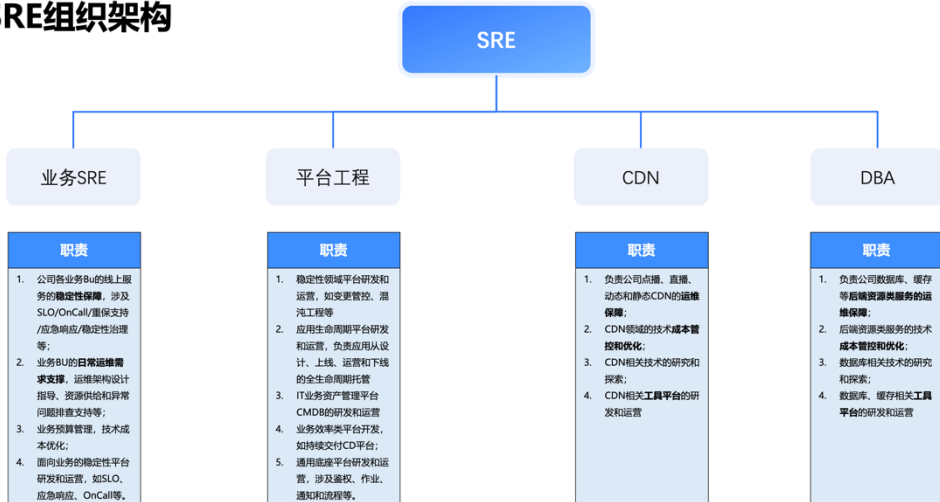 SRE组织架构
SRE
业务SRE
平台工程
CDN
DBA
职责
1. 公司各业务Bu的线上服
务的稳定性保障，涉及
SLO/OnCall/重保支持
/应急响应/稳定性治理
等；
2. 业务BU的日常运维需
求支撑，运维架构设计
指导、资源供给和异常
问题排查支持等；
3. 业务预算管理，技术成
本优化；
4. 面向业务的稳定性平台
研发和运营，如SLO、
应急响应、OnCall等。
职责
1. 稳定性领域平台研发和
运营，如变更管控、混
沌工程等
2. 应用生命周期平台研发
和运营，负责应用从设
计、上线、运营和下线
的全生命周期托管
3. IT业务资产管理平台
CMDB的研发和运营
4. 业务效率类平台开发，
如持续交付CD平台；
5. 通用底座平台研发和运
营，涉及鉴权、作业、
通知和流程等。
职责
1. 负责公司点播、直播、
动态和静态CDN的运维
保障；
2. CDN领域的技术成本管
控和优化；
3. CDN相关技术的研究和
探索；
4. CDN相关工具平台的研
发和运营
职责
1. 负责公司数据库、缓存
等后端资源类服务的运
维保障；
2. 后端资源类服务的技术
成本管控和优化；
3. 数据库相关技术的研究
和探索；
4. 数据库、缓存相关工具
平台的研发和运营